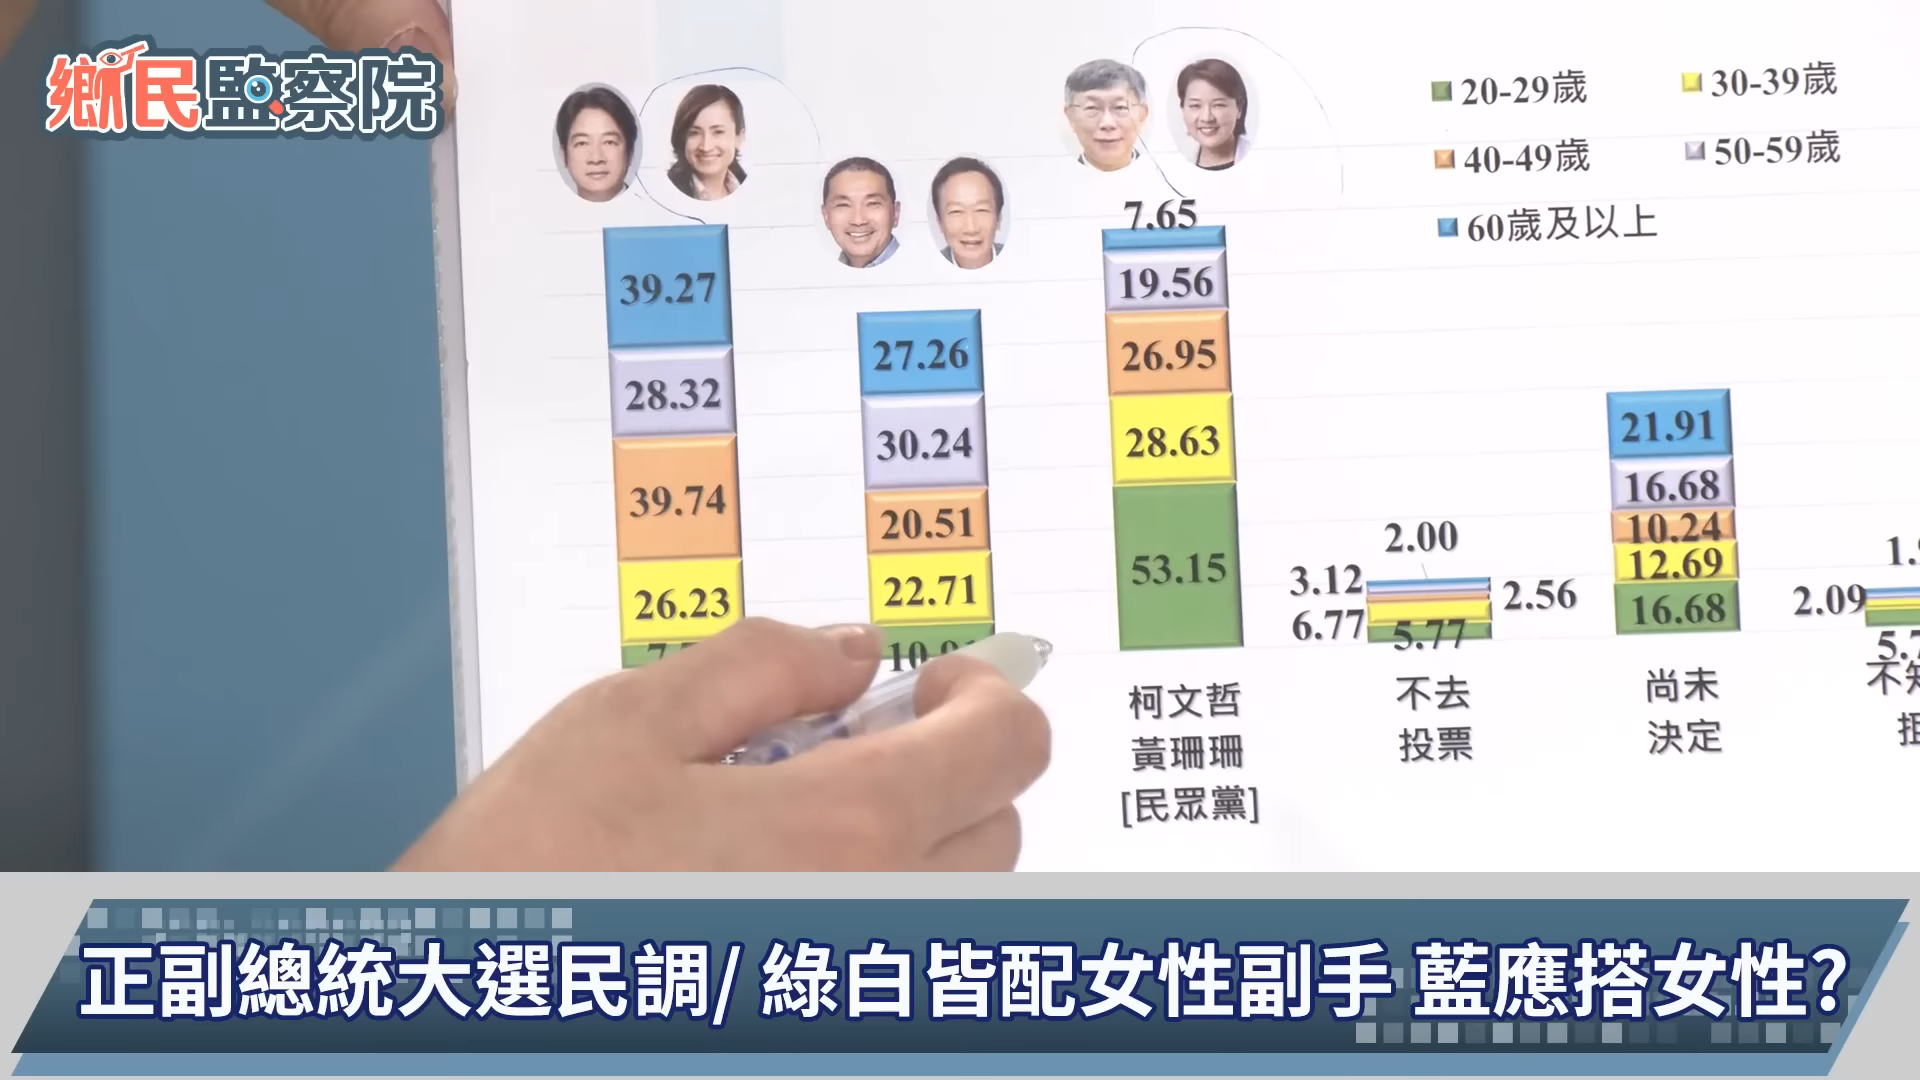 鄉民監察院
20-29歲
30-39歲
40-49歲
50-59歲
60歲及以上
39.27
28.32
39.74
26.23
27.26
30.24
20.51
22.71
7.65
19.56
26.95
28.63
53.15
柯文哲
黃珊珊
[民眾黨]
2.00
3.12
2.56
6.77
5.77
不去
投票
21.91
16.68
10.24
12.69
16.68
尚未
決定
2.09
正副總統大選民調/ 綠白皆配女性副手 藍應搭女性?